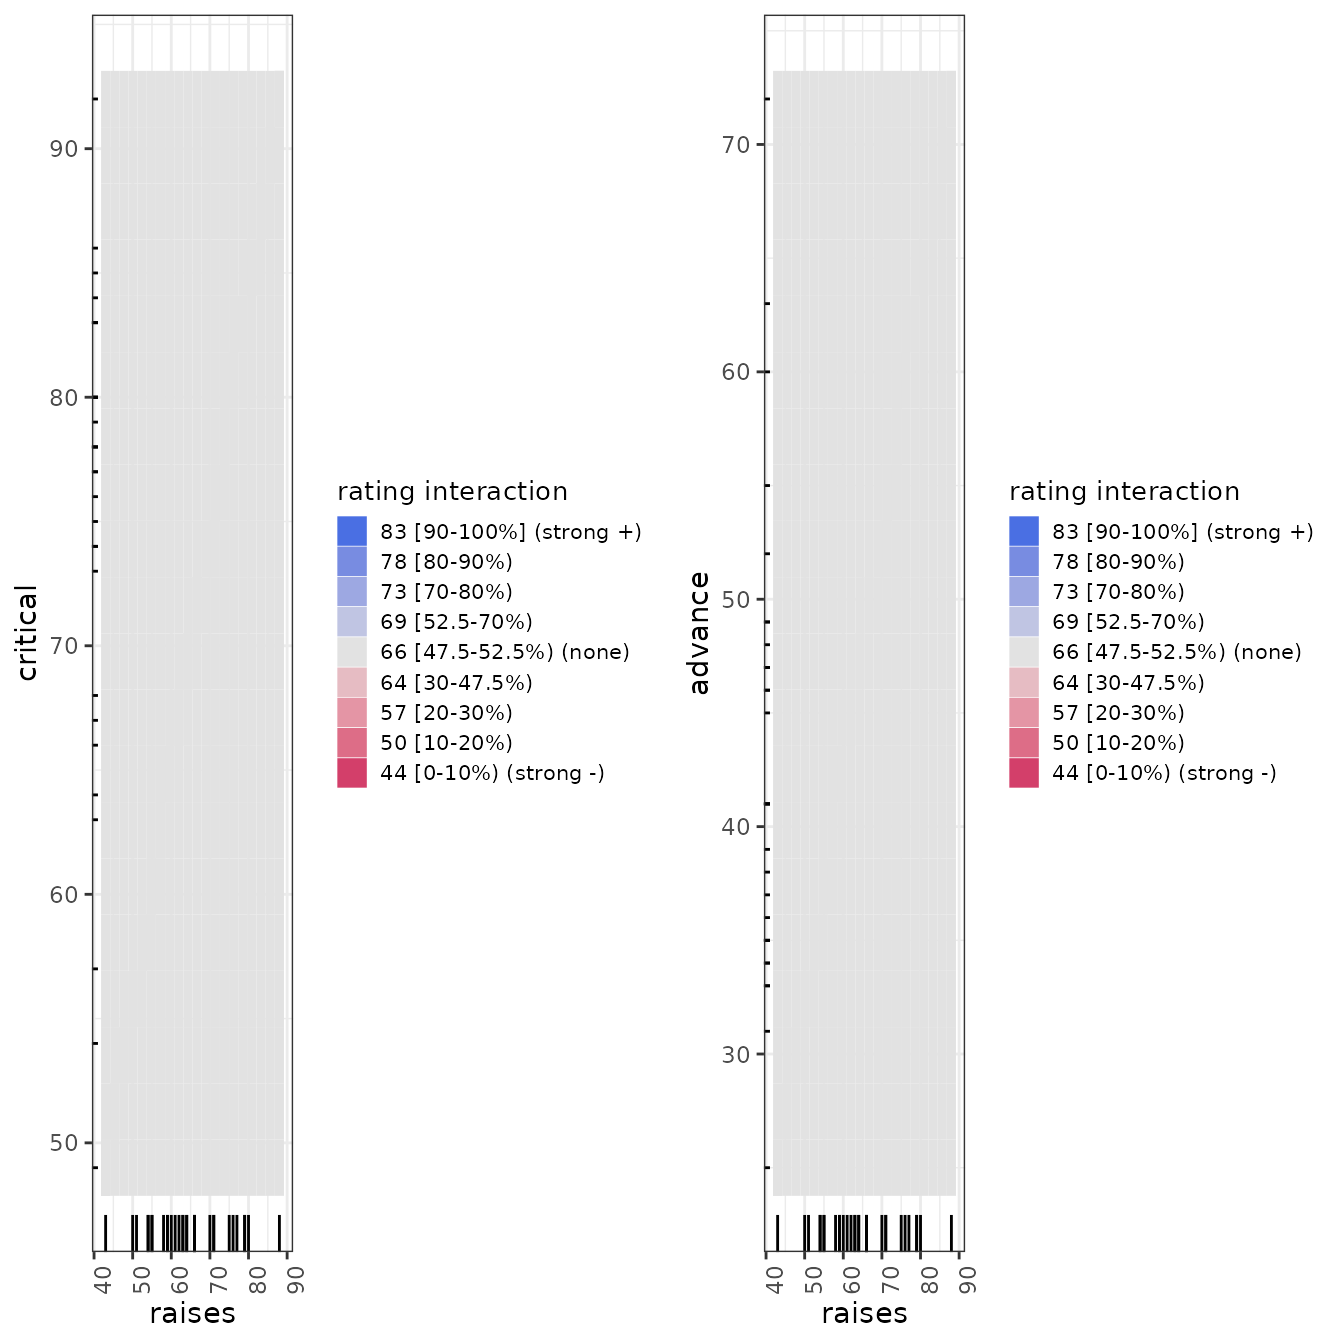 critical
90
80
70
60
50
40
50
60
70
80
90
raises
rating interaction
83 [90-100%] (strong +)
78 [80-90%)
73 [70-80%)
69 [52.5-70%)
66 [47.5-52.5%) (none)
64 [30-47.5%)
57 [20-30%)
50 [10-20%)
44 [0-10%) (strong -)
advance
70
60
50
40
30
40
50
60
70
80
90
raises
rating interaction
83 [90-100%] (strong +)
78 [80-90%)
73 [70-80%)
69 [52.5-70%)
66 [47.5-52.5%) (none)
64 [30-47.5%)
57 [20-30%)
50 [10-20%)
44 [0-10%) (strong -)